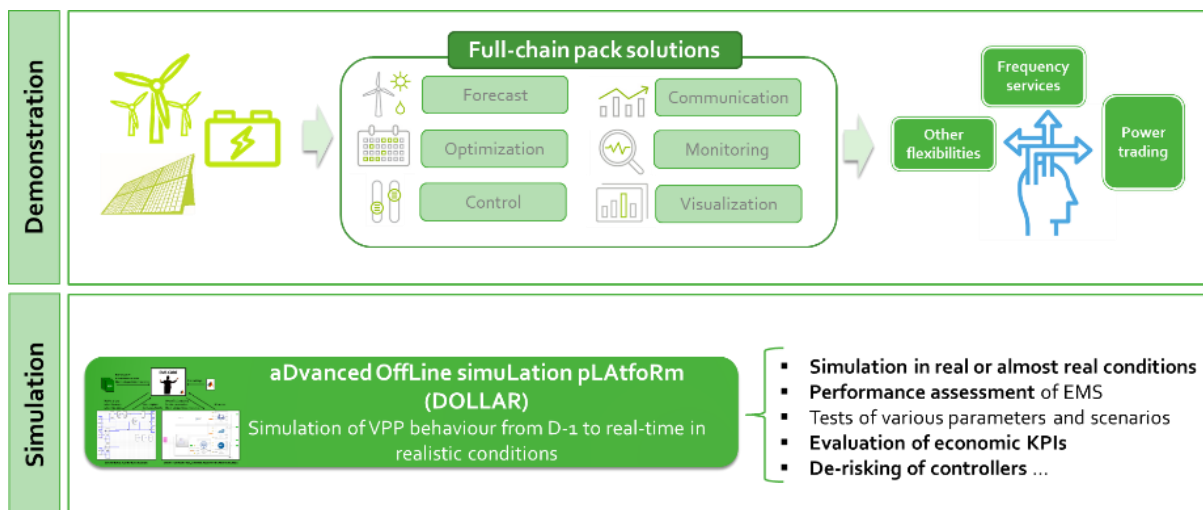 Demonstration
Full-chain pack solutions
Forecast
Communication
Optimization
Monitoring
Control
Visualization
Frequency
services
Other
flexibilities
Power
trading
Simulation
aDvanced OffLine simuLation pLAtfoRm
(DOLLAR)
Simulation of VPP behaviour from D-1 to real-time in
realistic conditions
▪ Simulation in real or almost real conditions
▪ Performance assessment of EMS
▪ Tests of various parameters and scenarios
▪ Evaluation of economic KPIs
▪ De-risking of controllers ...